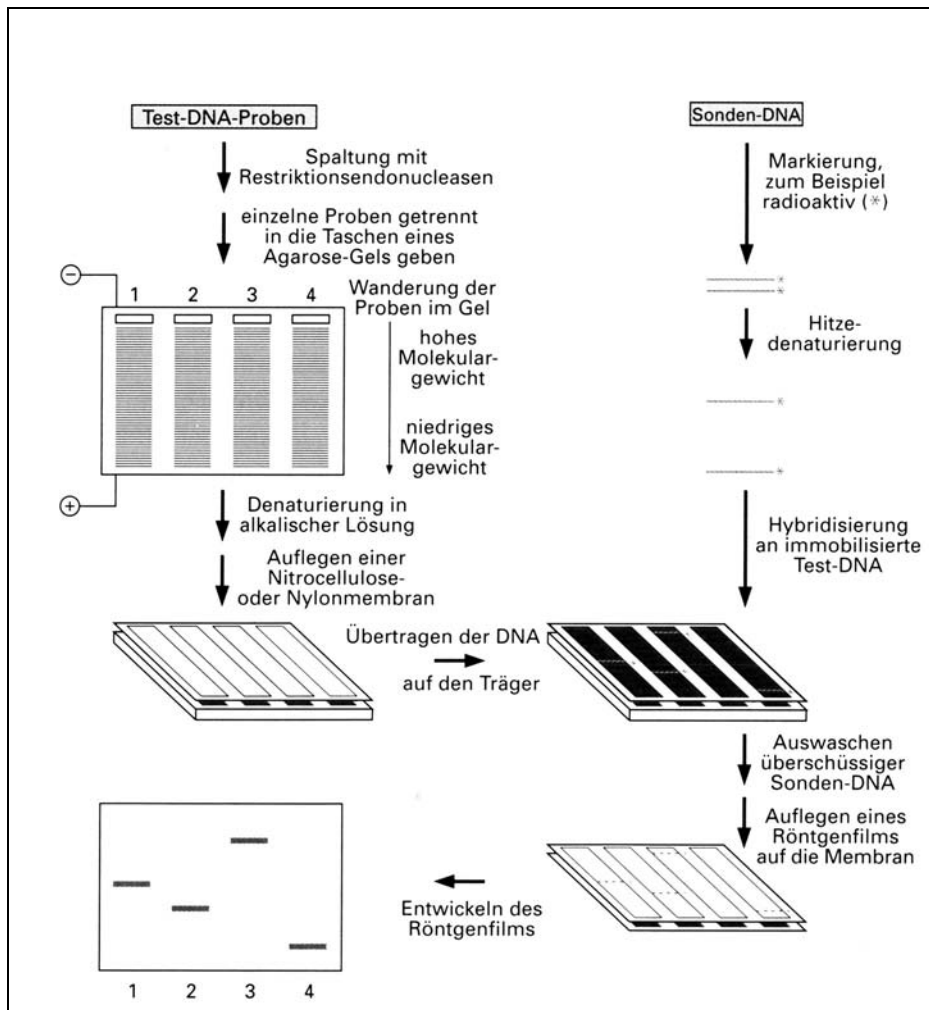 Test-DNA-Proben
Spaltung mit
Restriktionsendonucleasen
einzelne Proben getrennt
in die Taschen eines
Agarose-Gels geben
−
1 2 3 4
Wanderung der
Proben im Gel
hohes
Molekular-
gewicht
niedriges
Molekular-
gewicht
+
Denaturierung in
alkalischer Lösung
Auflegen einer
Nitrocellulose-
oder Nylonmembran
Übertragen der DNA
auf den Träger
Sonden-DNA
Markierung,
zum Beispiel
radioaktiv (*)
*
*
Hitze-
denaturierung
*
*
Hybridisierung
an immobilisierte
Test-DNA
Auswaschen
überschüssiger
Sonden-DNA
Auflegen eines
Röntgenfilms
auf die Membran
Entwickeln des
Röntgenfilms
1 2 3 4